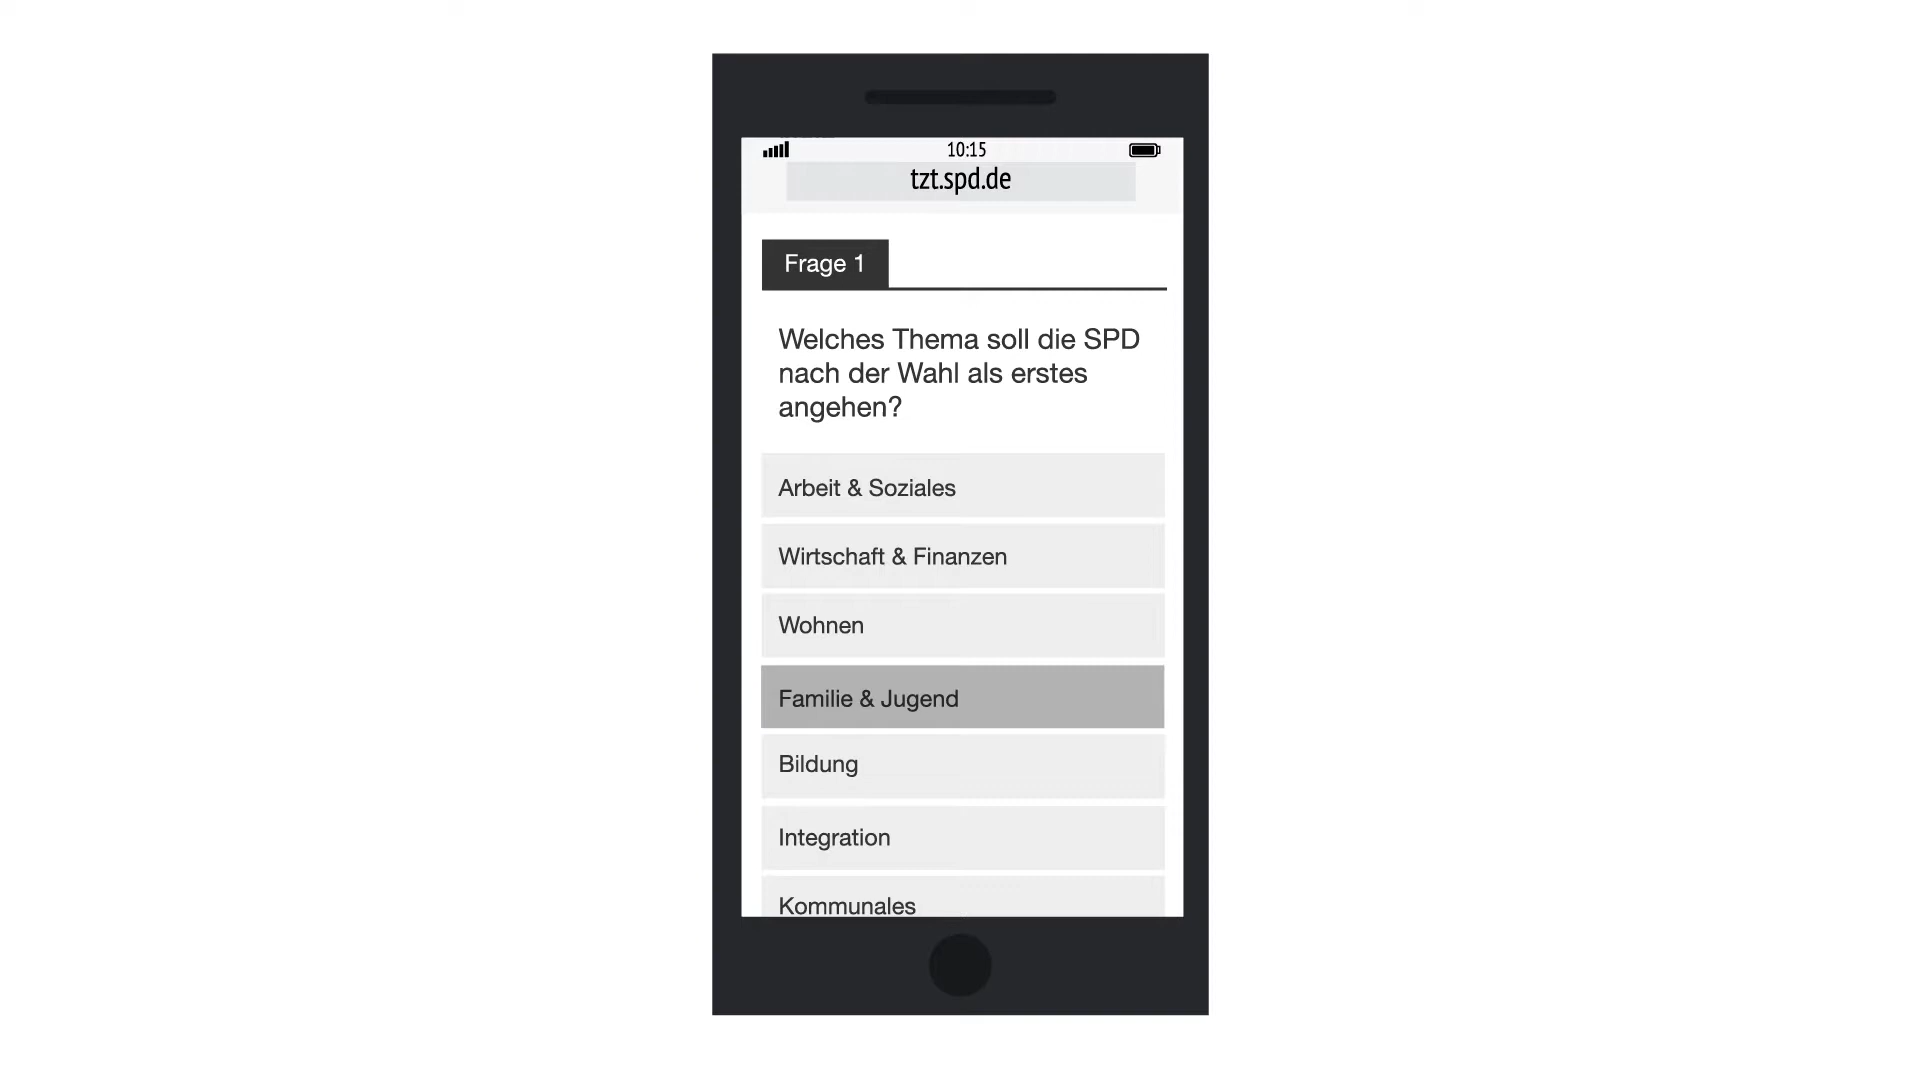 10:15
tzt.spd.de
Frage 1
Welches Thema soll die SPD
nach der Wahl als erstes
angehen?
Arbeit & Soziales
Wirtschaft & Finanzen
Wohnen
Familie & Jugend
Bildung
Integration
Kommunales